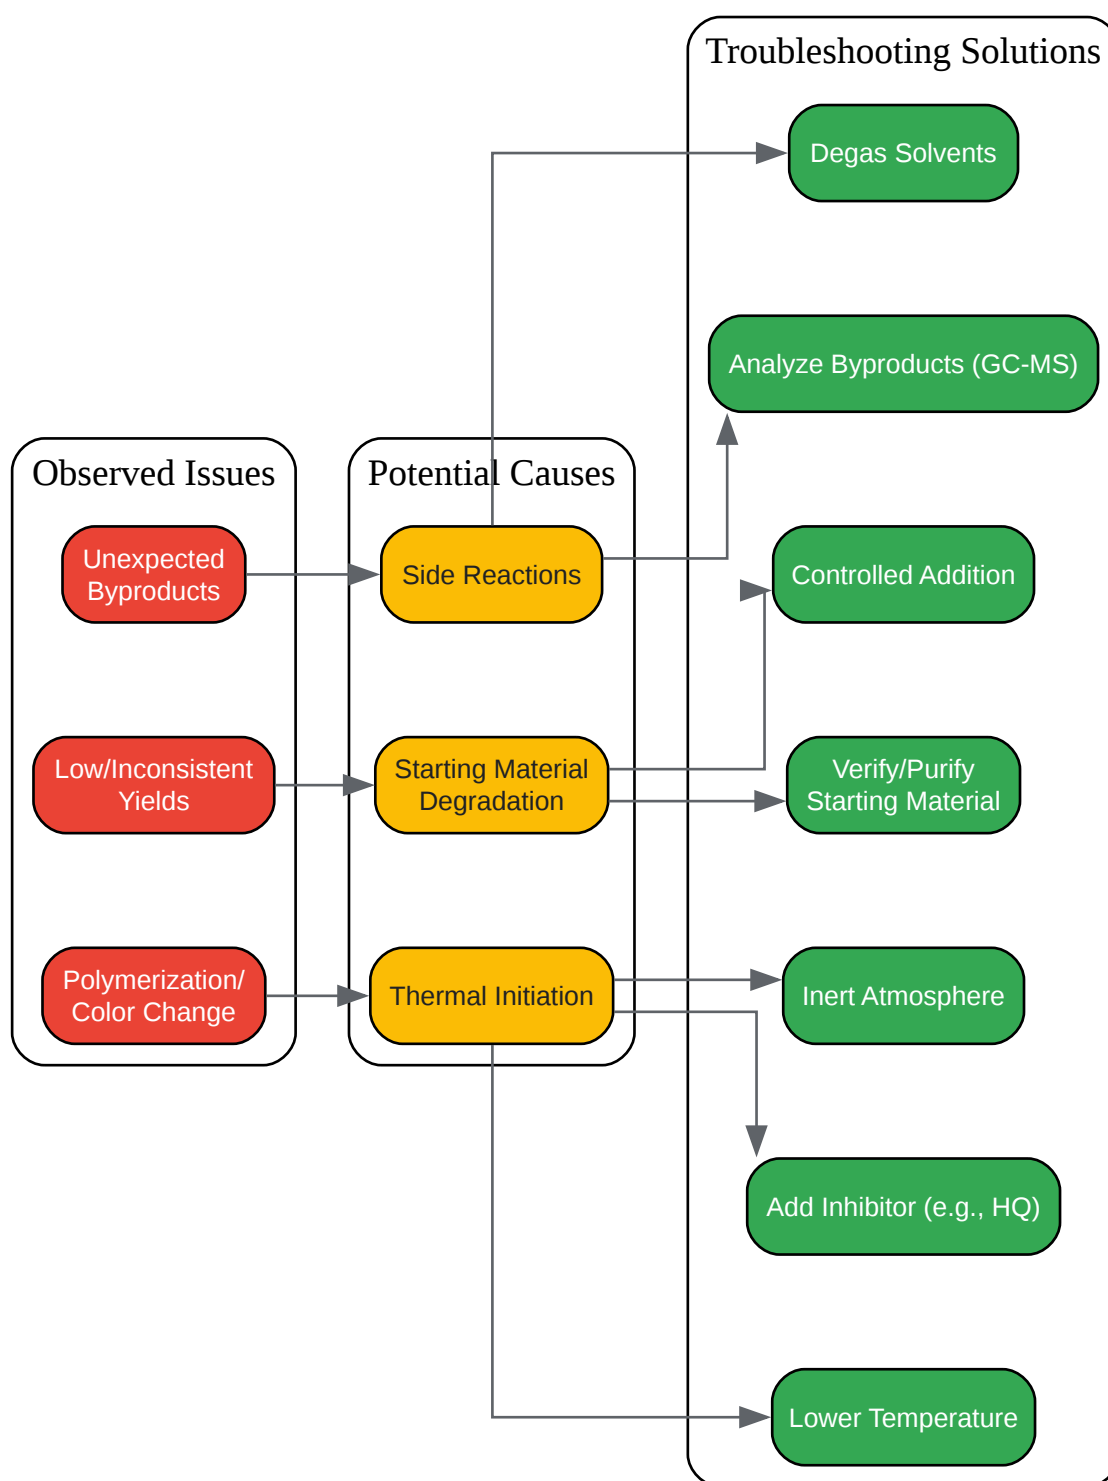 Troubleshooting Solutions
Degas Solvents
Analyze Byproducts (GC-MS)
Observed Issues
Potential Causes
Unexpected
Byproducts
Side Reactions
Controlled Addition
Low/Inconsistent
Yields
Starting Material
Degradation
Verify/Purify
Starting Material
Polymerization/
Color Change
Thermal Initiation
Inert Atmosphere
Add Inhibitor (e.g., HQ)
Lower Temperature